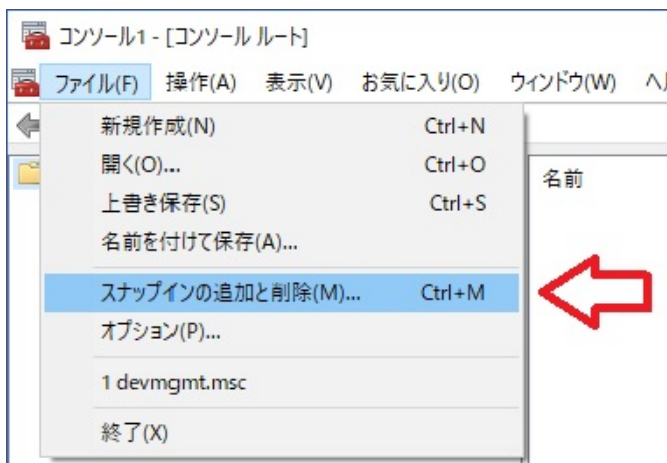 コンソール1 - [コンソール ルート]
ファイル(F) 操作(A) 表示(V) お気に入り(O) ウィンドウ(W)
新規作成(N) Ctrl+N
開く(O)... Ctrl+O
上書き保存(S) Ctrl+S
名前を付けて保存(A)...
スナップインの追加と削除(M)... Ctrl+M
オプション(P)...
1 devmgmt.msc
終了(X)
名前